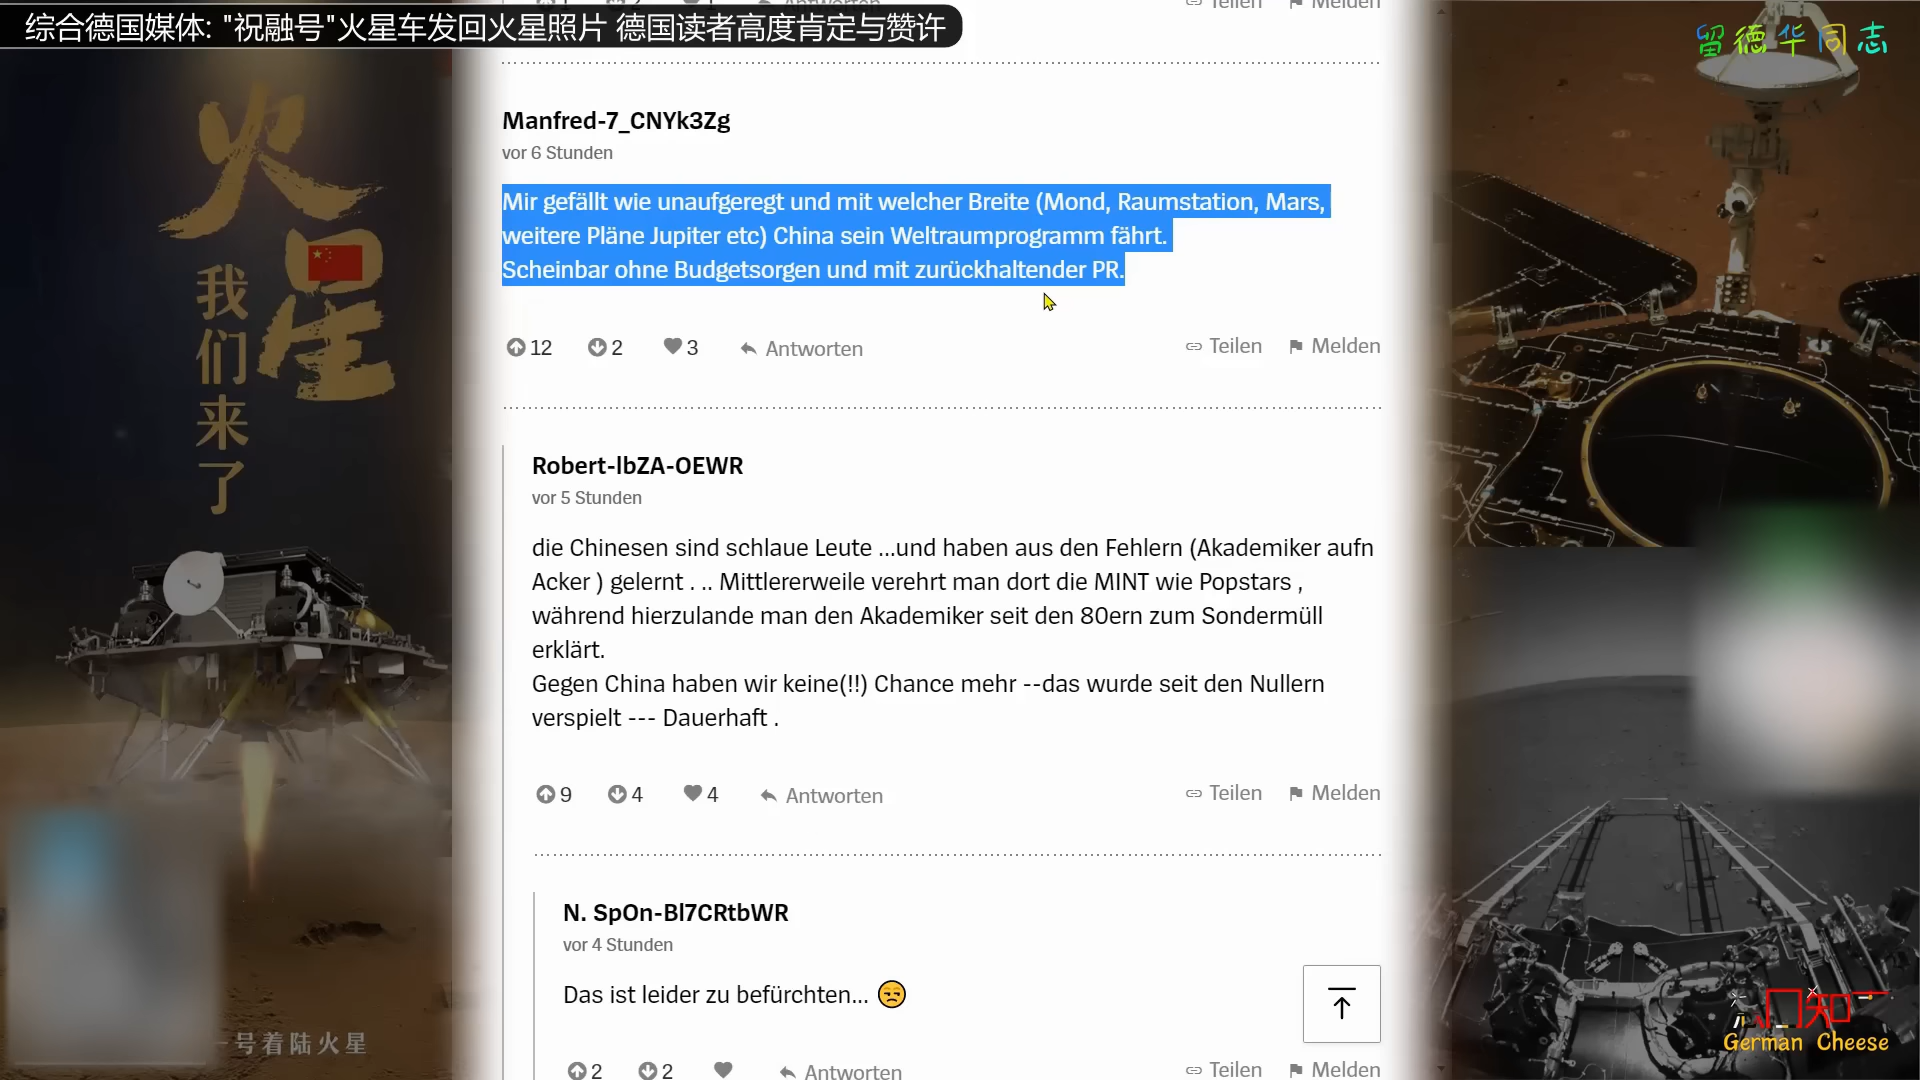 综合德国媒体: "祝融号"火星车发回火星照片 德国读者高度肯定与赞许
留德华同志
Antworten
Teilen
Melden
火星
我们来了
Manfred-7_CNYk3Zg
vor 6 Stunden
Mir gefällt wie unaufgeregt und mit welcher Breite (Mond, Raumstation, Mars,
weitere Pläne Jupiter etc) China sein Weltraumprogramm fährt.
Scheinbar ohne Budgetsorgen und mit zurückhaltender PR.
12 2 3 Antworten Teilen Melden
Robert-lbZA-OEWR
vor 5 Stunden
die Chinesen sind schlaue Leute ...und haben aus den Fehlern (Akademiker aufn
Acker ) gelernt . .. Mittlererweile verehrt man dort die MINT wie Popstars ,
während hierzulande man den Akademiker seit den 80ern zum Sondermüll
erklärt.
Gegen China haben wir keine(!!) Chance mehr --das wurde seit den Nullern
verspielt --- Dauerhaft .
9 4 4 Antworten Teilen Melden
N. SpOn-Bl7CRtbWR
vor 4 Stunden
Das ist leider zu befürchten... 😒
2 2 Antworten Teilen Melden
号着陆火星
German Cheese